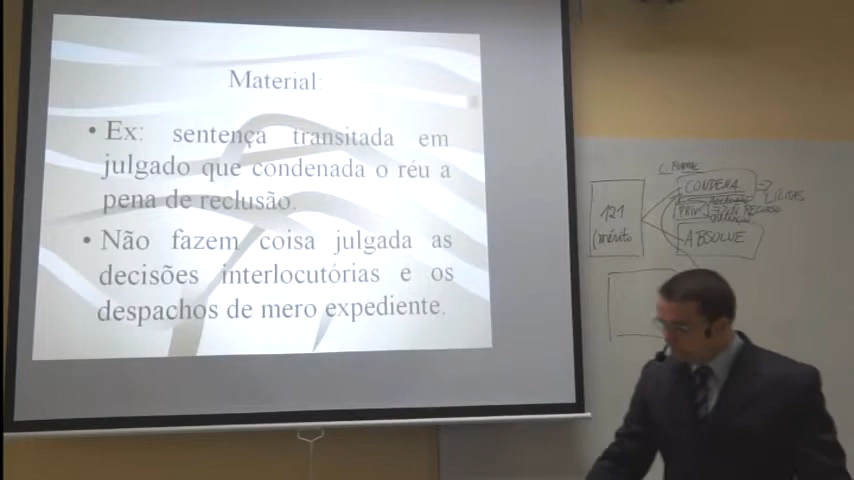 Material:
• Ex: sentença transitada em
julgado que condenada o réu a
pena de reclusão.
• Não fazem coisa julgada as
decisões interlocutórias e os
despachos de mero expediente.
CONDENA
121
(mérito
RECURSO
ABSOLVE